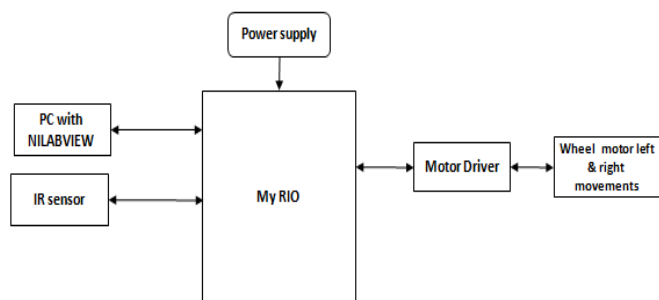 Power supply
PC with
NILABVIEW
IR sensor
My RIO
Motor Driver
Wheel motor left
& right
movements